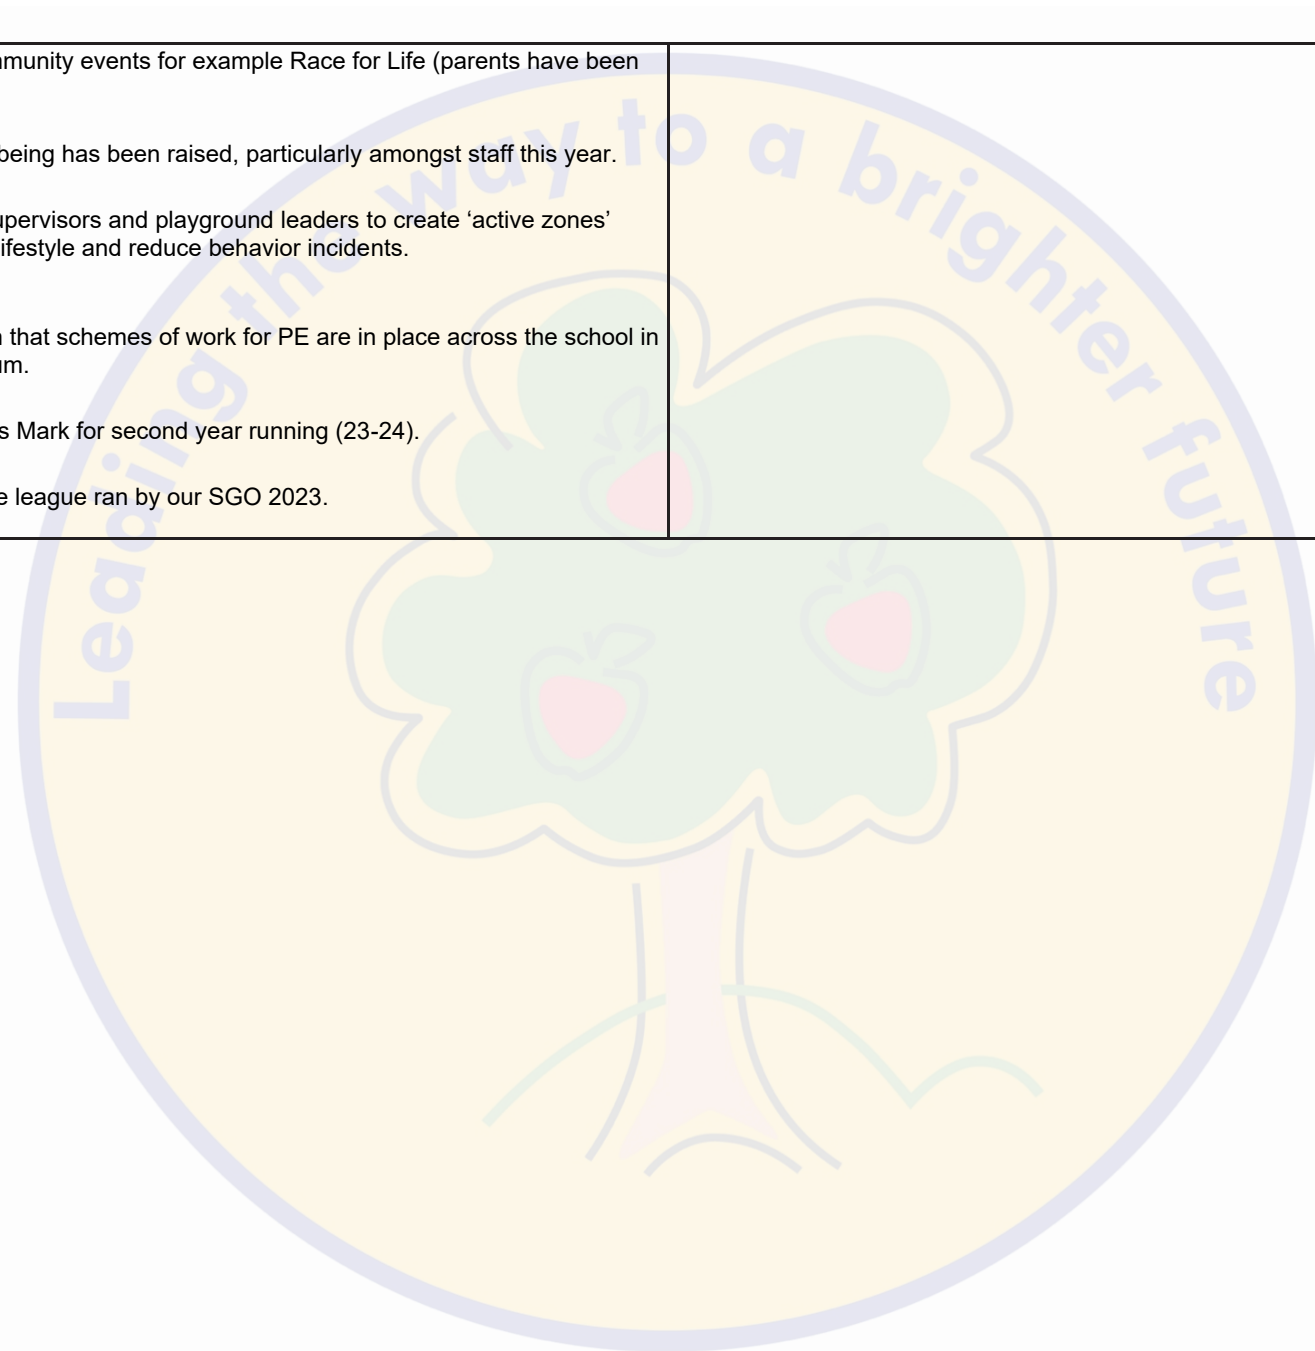 munity events for example Race for Life (parents have been
being has been raised, particularly amongst staff this year.
upervisors and playground leaders to create ‘active zones’
ifestyle and reduce behavior incidents.
that schemes of work for PE are in place across the school in
um.
s Mark for second year running (23-24).
e league ran by our SGO 2023.
Leading the way to a brighter future